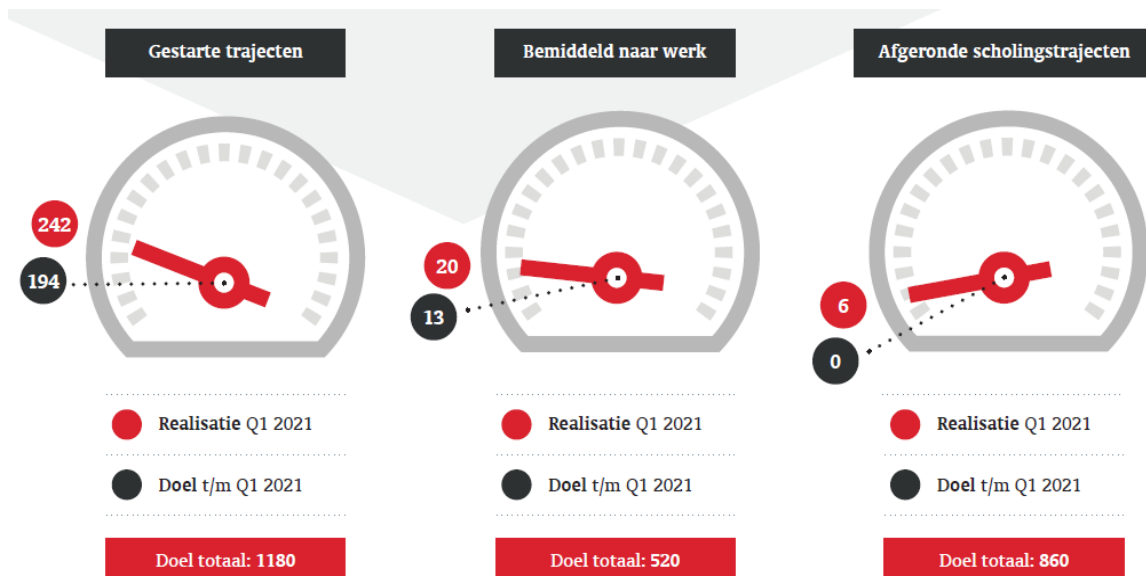 Gestarte trajecten
242
194
Realisatie Q1 2021
Doel t/m Q1 2021
Doel totaal: 1180
Bemiddeld naar werk
20
13
Realisatie Q1 2021
Doel t/m Q1 2021
Doel totaal: 520
Afgeronde scholingstrajecten
6
0
Realisatie Q1 2021
Doel t/m Q1 2021
Doel totaal: 860